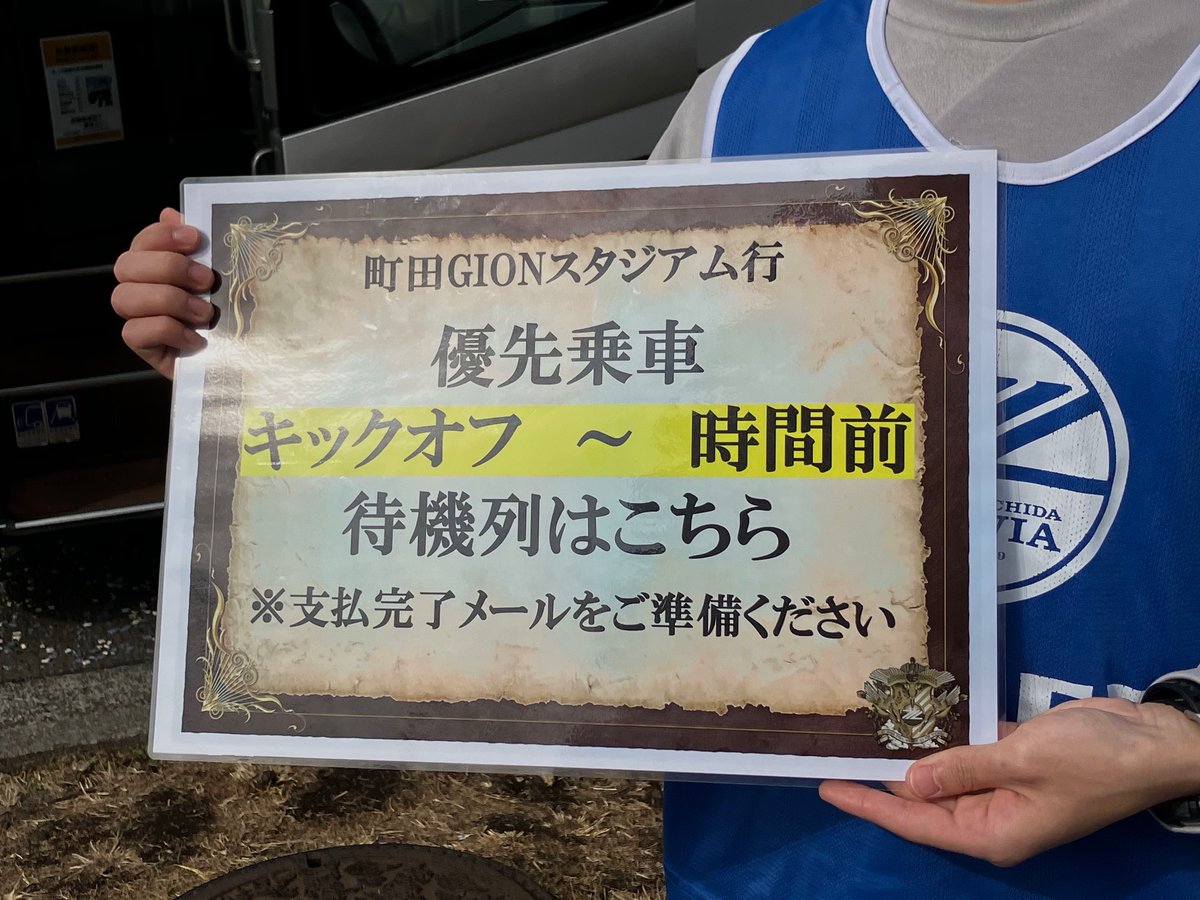 町田GIONスタジアム行
優先乗車
キックオフ ～ 時間前
待機列はこちら
※支払完了メールをご準備ください
CHIDA
VIA